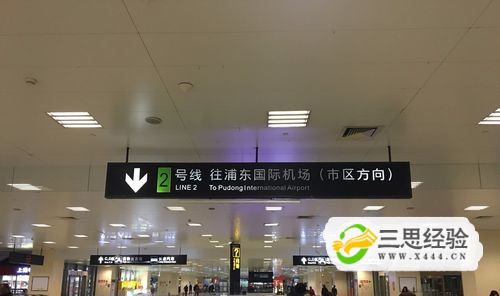 2 号线 往浦东国际机场（市区方向）
LINE 2 To Pudong International Airport
三思经验
www.x444.cn